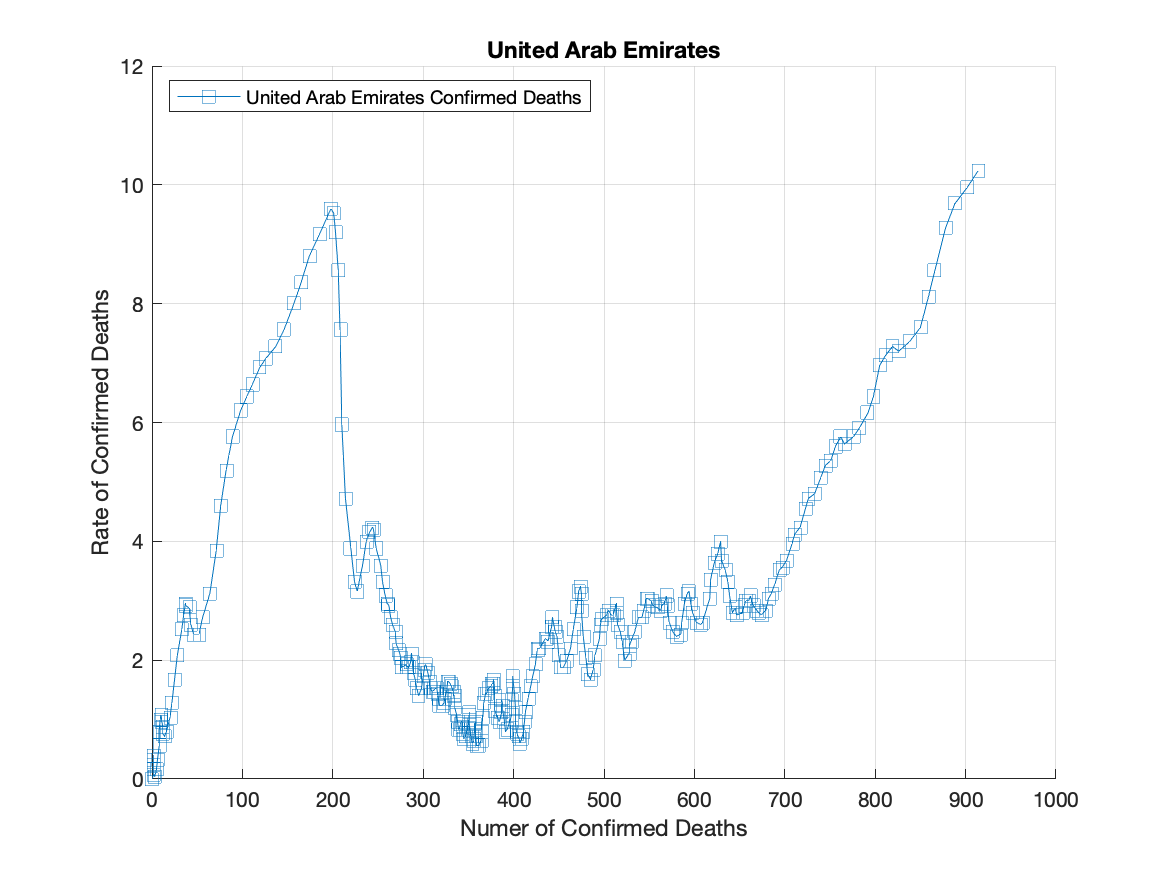 United Arab Emirates
United Arab Emirates Confirmed Deaths
12
10
8
6
4
2
0
Rate of Confirmed Deaths
0 100 200 300 400 500 600 700 800 900 1000
Numer of Confirmed Deaths